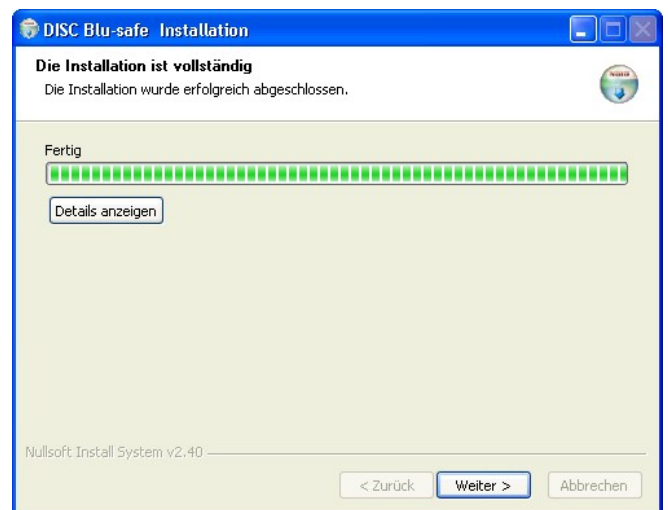 DISC Blu-safe Installation
Die Installation ist vollständig
Die Installation wurde erfolgreich abgeschlossen.
Fertig
Details anzeigen
Nullsoft Install System v2.40
< Zurück
Weiter >
Abbrechen